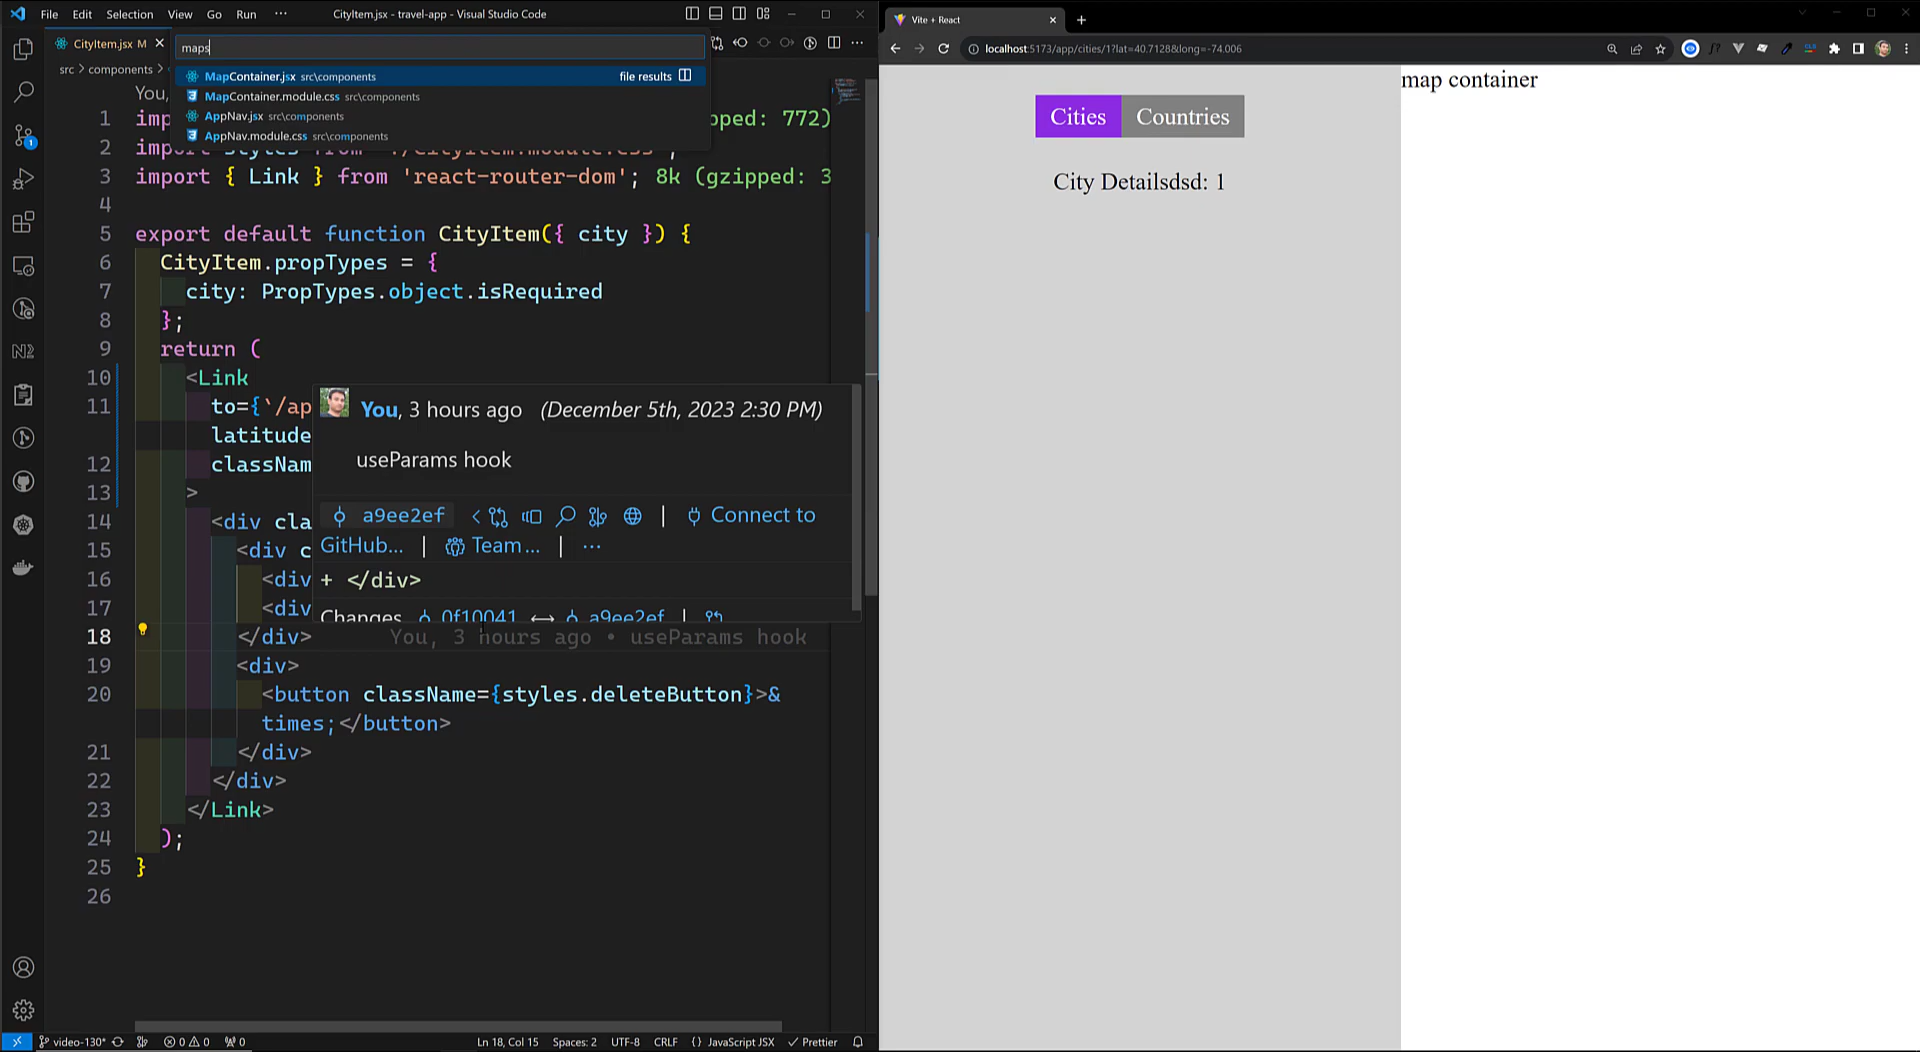 File Edit Selection View Go Run ··· CityItem.jsx - travel-app - Visual Studio Code
CityItem.jsx M
maps
src > components >
MapContainer.jsx src\components file results
MapContainer.module.css src\components
AppNav.jsx src\components
AppNav.module.css src\components
You,
1 imp pped: 772)
2 import styles from './CityItem.module.css';
3 import { Link } from 'react-router-dom'; 8k (gzipped: 3
4
5 export default function CityItem({ city }) {
6 CityItem.propTypes = {
7 city: PropTypes.object.isRequired
8 };
9 return (
10 <Link
11 to={`/ap
latitude
12 classNam
13 >
14 <div cla
15 <div c
16 <div
17 <div
18 </div> You, 3 hours ago • useParams hook
19 <div>
20 <button className={styles.deleteButton}>&
times;</button>
21 </div>
22 </div>
23 </Link>
24 );
25 }
26
You, 3 hours ago (December 5th, 2023 2:30 PM)
useParams hook
a9ee2ef | Connect to
GitHub... | Team... | ···
+ </div>
Changes 0f10041 ⟷ a9ee2ef |
video-130* 0 0 0 Ln 18, Col 15 Spaces: 2 UTF-8 CRLF {} JavaScript JSX Prettier
Vite + React
localhost:5173/app/cities/1?lat=40.7128&long=-74.006
Cities Countries
City Detailsdsd: 1
map container